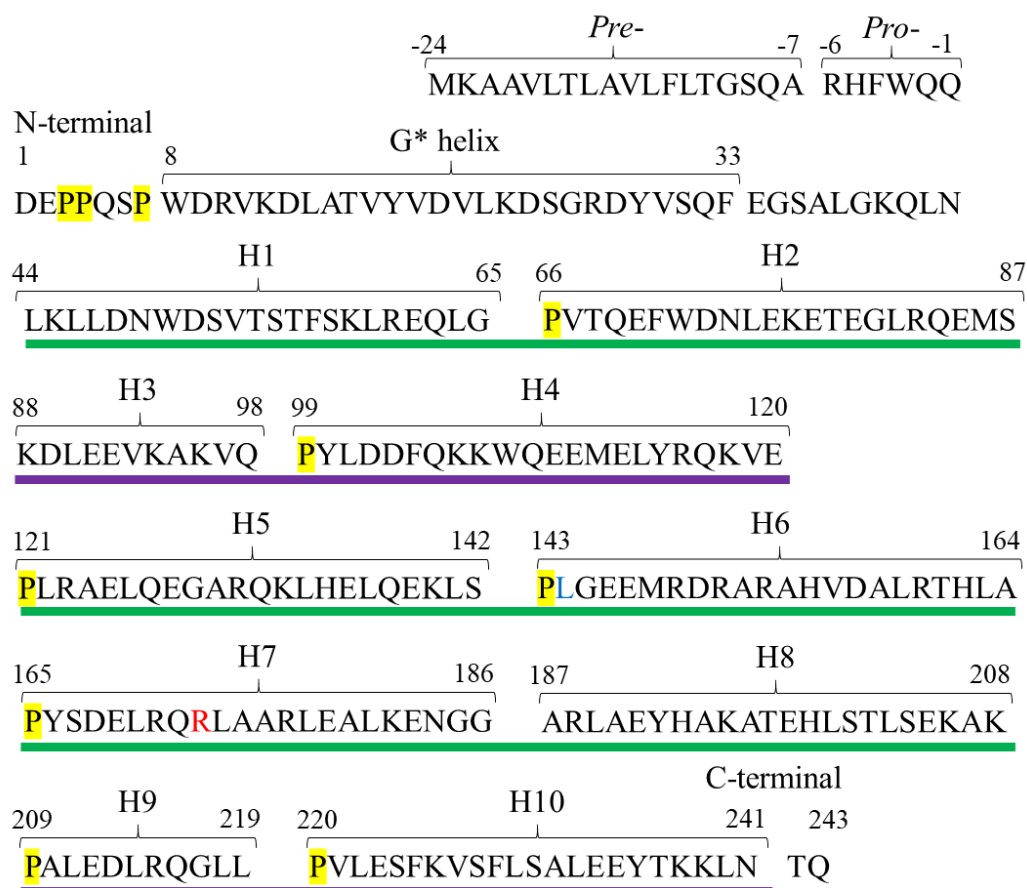 Pre- Pro-
-24 -7 -6 -1
MKAAVLTLAVLFLTGSQA RHFWQQ
N-terminal G* helix
1 8 33
DEPPQSP WDRVKDLATVYVDVLKDSGRDYVSQF EGSALGKQLN
H1 H2
44 65 66 87
LKLLDNWDSVTSTFSKLREQLG PVTQEFWDNLEKETEGLRQEMS
H3 H4
88 98 99 120
KDLEEVKAKVQ PYLDDFQKKWQEEMELYRQKVE
H5 H6
121 142 143 164
PLRAELQEGARQKLHELQEKLS PLGEEMRDRARAHVDALRTHLA
H7 H8
165 186 187 208
PYSDELRQRLAARLEALKENGG ARLAEYHAKATEHLSTLSEKAK
H9 H10 C-terminal
209 219 220 241 243
PALEDLRQGLL PVLESFKVSFLSALEEYTKKLN TQ